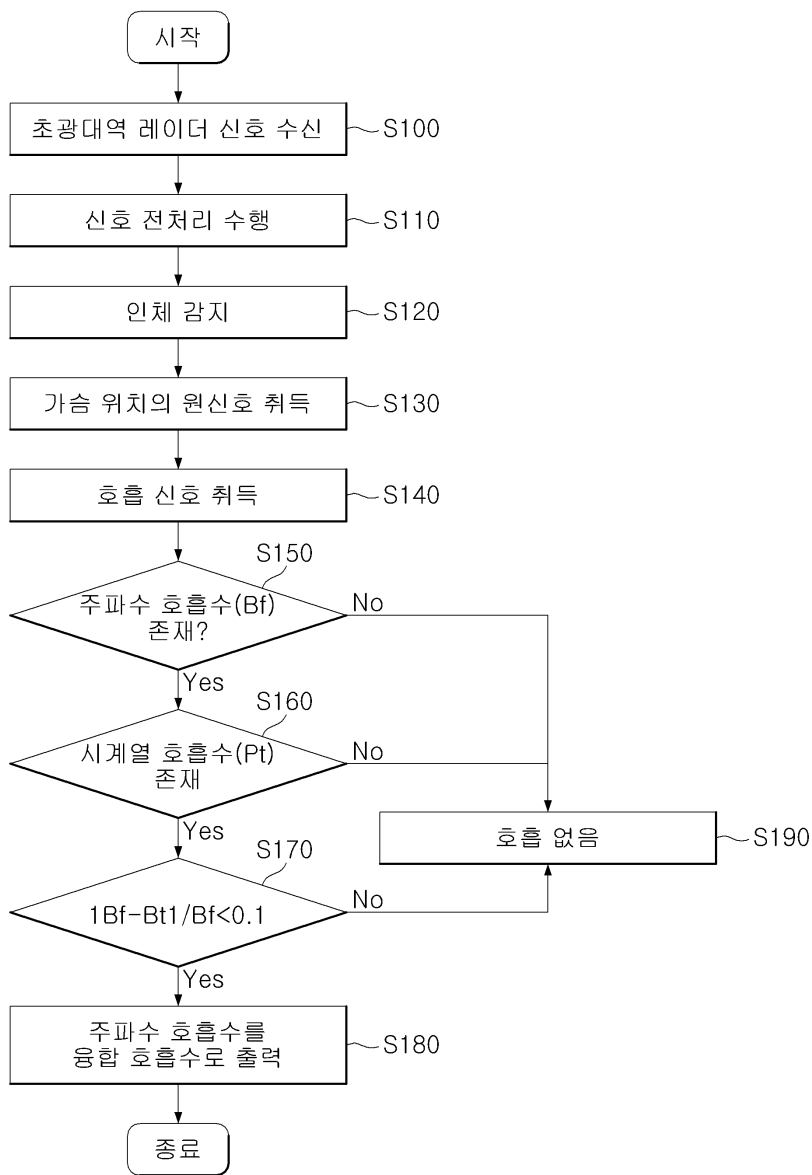 시작
초광대역 레이더 신호 수신
S100
신호 전처리 수행
S110
인체 감지
S120
가슴 위치의 원신호 취득
S130
호흡 신호 취득
S140
S150
주파수 호흡수(Bf)
존재?
No
Yes
S160
시계열 호흡수(Pt)
존재
No
Yes
호흡 없음
S190
S170
1Bf-Bt1/Bf<0.1
No
Yes
주파수 호흡수를
융합 호흡수로 출력
S180
종료